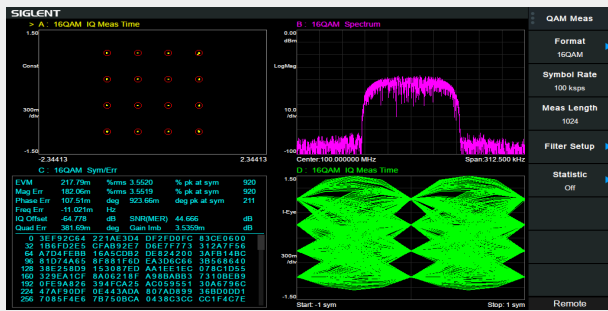 SIGLENT
> A: 16QAM IQ Meas Time
1.50
Const
300m
/div
-1.50
-2.34413 2.34413
B: 16QAM Spectrum
0.00
dBm
LogMag
10.0
/div
-100
Center:100.000000 MHz Span:312.500 kHz
C: 16QAM Sym/Err
EVM 217.79m %rms 3.5520 % pk at sym 920
Mag Err 182.06m %rms 3.5519 % pk at sym 920
Phase Err 107.51m deg 923.66m deg pk at sym 211
Freq Err -11.021m Hz
IQ Offset -64.778 dB SNR(MER) 44.666 dB
Quad Err 381.69m deg Gain Imb 3.5359m dB
0 3EF92C64 221AE3D4 DF2FD0FC 83CE0600
32 1B6FD2E5 CFAB92E7 D6E7F773 312A7F56
64 A7D4FEBB 16A5CDB2 DE824200 3AFB14BC
96 81D74A65 8F881F6D EA3D6C66 3B568640
128 38E258D9 153087ED AA1EE1EC 078C1D55
160 329EA1CF 8A06218F A98BABB3 7310BEB9
192 0FE9A826 394FCA25 AC059551 30A6796C
224 47AF90DF 0E443ADA 807AD899 36BD0DD1
256 7085F4E6 7B750BCA 0438C3CC CC1F4C7E
D: 16QAM IQ Meas Time
1.50
I-Eye
300m
/div
-1.50
Start: -1 sym Stop: 1 sym
QAM Meas
Format
16QAM
Symbol Rate
100 ksps
Meas Length
1024
Filter Setup
Statistic
Off
Remote